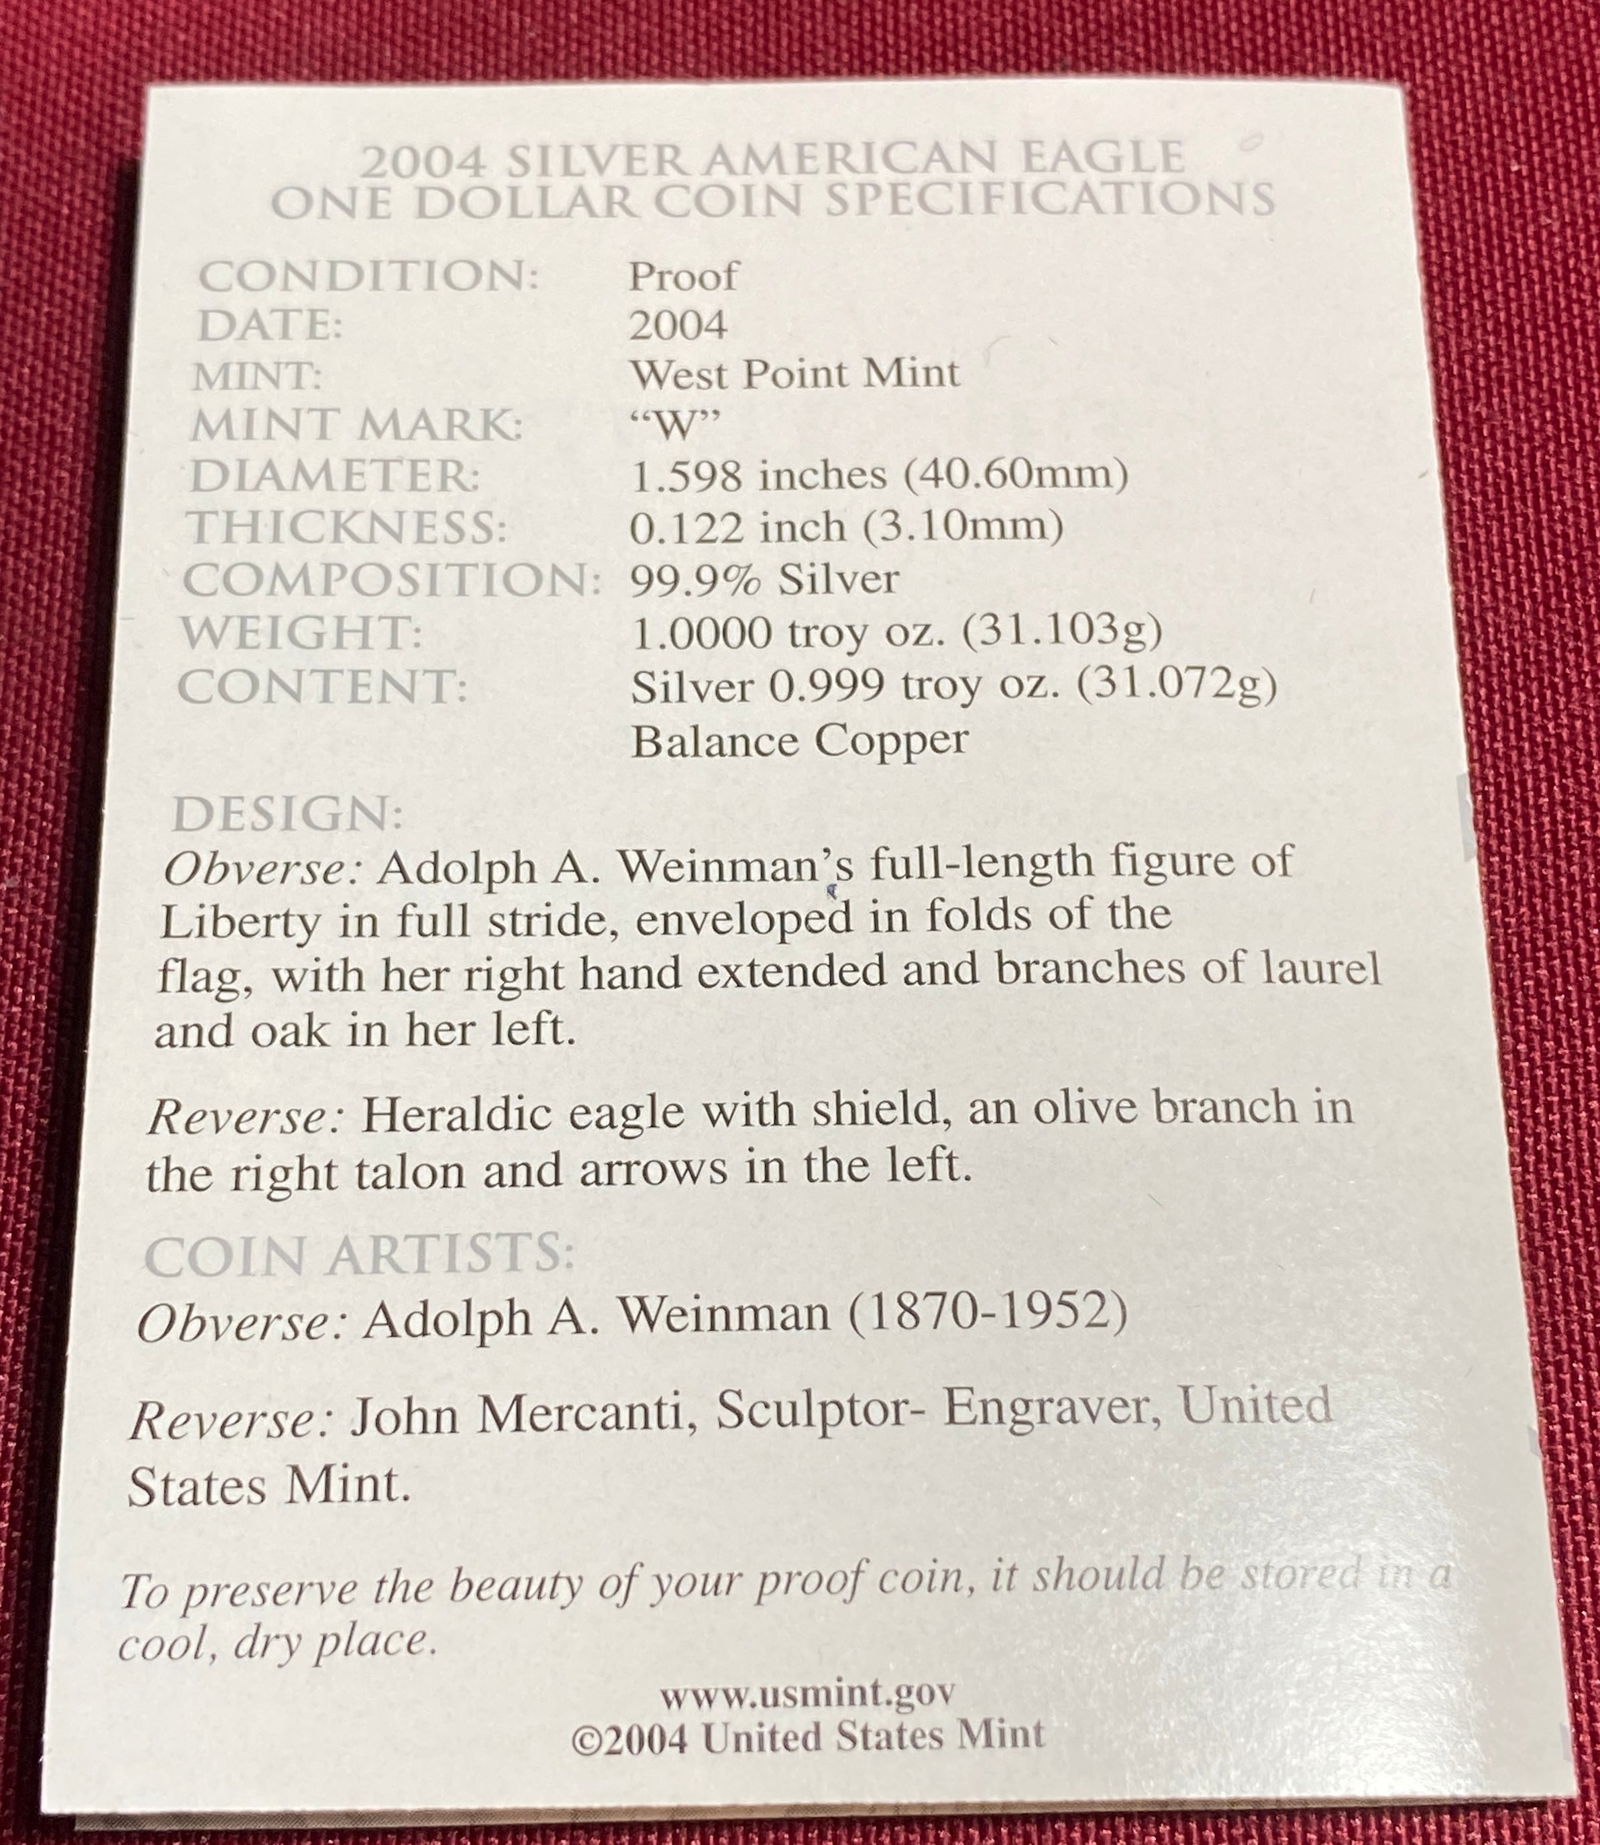 2004 SILVER AMERICAN EAGLE
ONE DOLLAR COIN SPECIFICATIONS
CONDITION: Proof
DATE: 2004
MINT: West Point Mint
MINT MARK: “W”
DIAMETER: 1.598 inches (40.60mm)
THICKNESS: 0.122 inch (3.10mm)
COMPOSITION: 99.9% Silver
WEIGHT: 1.0000 troy oz. (31.103g)
CONTENT: Silver 0.999 troy oz. (31.072g)
Balance Copper
DESIGN:
Obverse: Adolph A. Weinman’s full-length figure of
Liberty in full stride, enveloped in folds of the
flag, with her right hand extended and branches of laurel
and oak in her left.
Reverse: Heraldic eagle with shield, an olive branch in
the right talon and arrows in the left.
COIN ARTISTS:
Obverse: Adolph A. Weinman (1870-1952)
Reverse: John Mercanti, Sculptor- Engraver, United
States Mint.
To preserve the beauty of your proof coin, it should be stored in a
cool, dry place.
www.usmint.gov
©2004 United States Mint